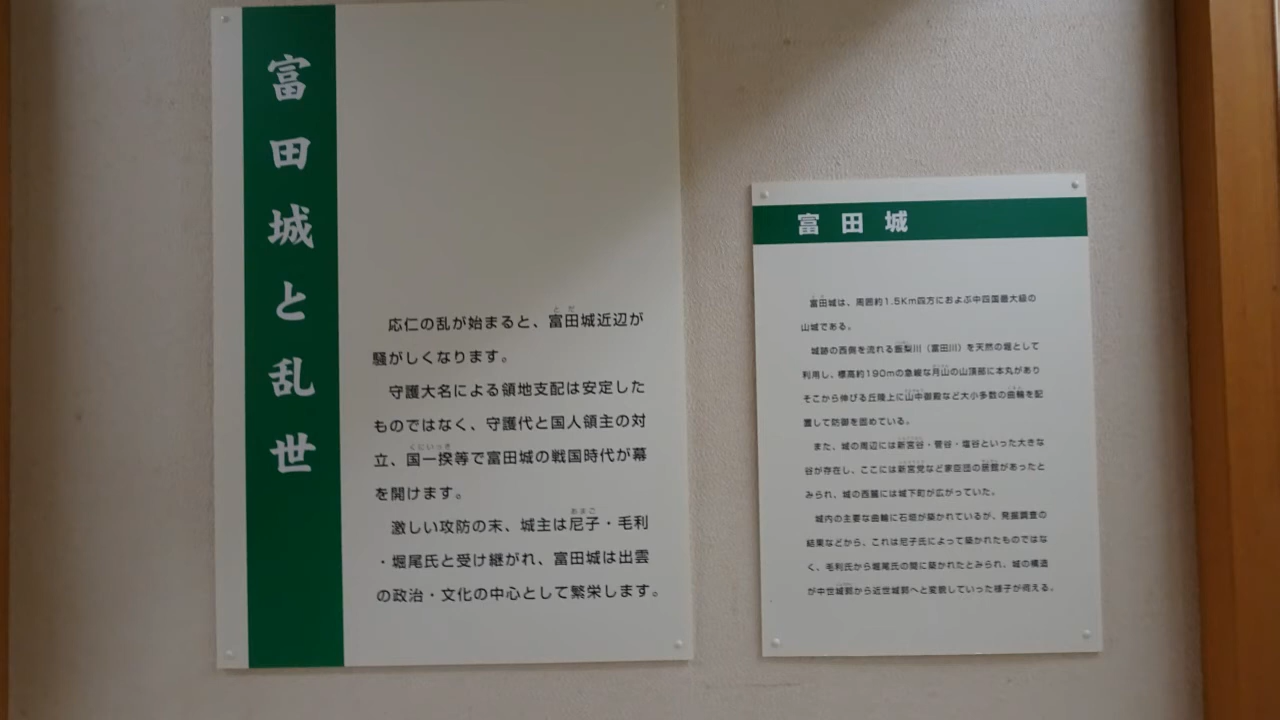 富田城と乱世
応仁の乱が始まると、富田城近辺が
騒がしくなります。
守護大名による領地支配は安定した
ものではなく、守護代と国人領主の対
立、国一揆等で富田城の戦国時代が幕
を開けます。
激しい攻防の末、城主は尼子・毛利
・堀尾氏と受け継がれ、富田城は出雲
の政治・文化の中心として繁栄します。
富田城
富田城は、周囲約1.5Km四方におよぶ中四国最大級の
山城である。
城跡の西側を流れる飯梨川（富田川）を天然の堀として
利用し、標高約190mの急峻な月山の山頂部に本丸があり
そこから伸びる丘陵上に山中御殿など大小多数の曲輪を配
置して防御を固めている。
また、城の周辺には新宮谷・菅谷・塩谷といった大きな
谷が存在し、ここには新宮党など家臣団の居館があったと
みられ、城の西麓には城下町が広がっていた。
城内の主要な曲輪に石垣が築かれているが、発掘調査の
結果などから、これは尼子氏によって築かれたものではな
く、毛利氏から堀尾氏の間に築かれたとみられ、城の構造
が中世城郭から近世城郭へと変貌していった様子が伺える。